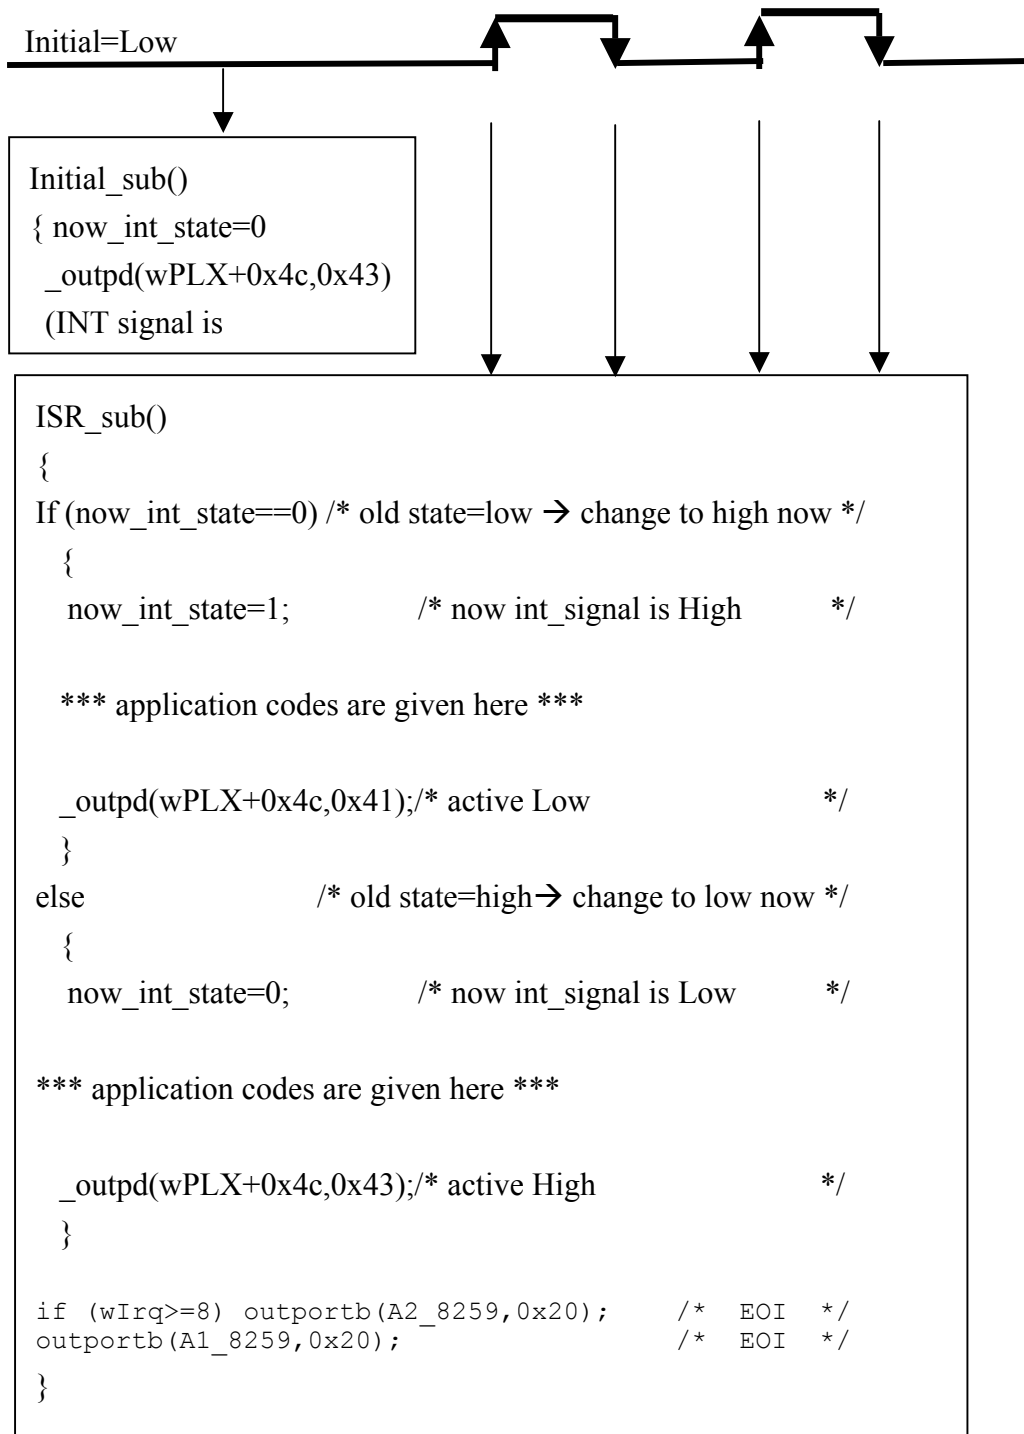 Initial=Low
Initial_sub()
{ now_int_state=0
_outpd(wPLX+0x4c,0x43)
(INT signal is
ISR_sub()
{
If (now_int_state==0) /* old state=low → change to high now */
{
now_int_state=1; /* now int_signal is High */
*** application codes are given here ***
_outpd(wPLX+0x4c,0x41);/* active Low */
}
else /* old state=high→ change to low now */
{
now_int_state=0; /* now int_signal is Low */
*** application codes are given here ***
_outpd(wPLX+0x4c,0x43);/* active High */
}
if (wIrq>=8) outportb(A2_8259,0x20); /* EOI */
outportb(A1_8259,0x20); /* EOI */
}